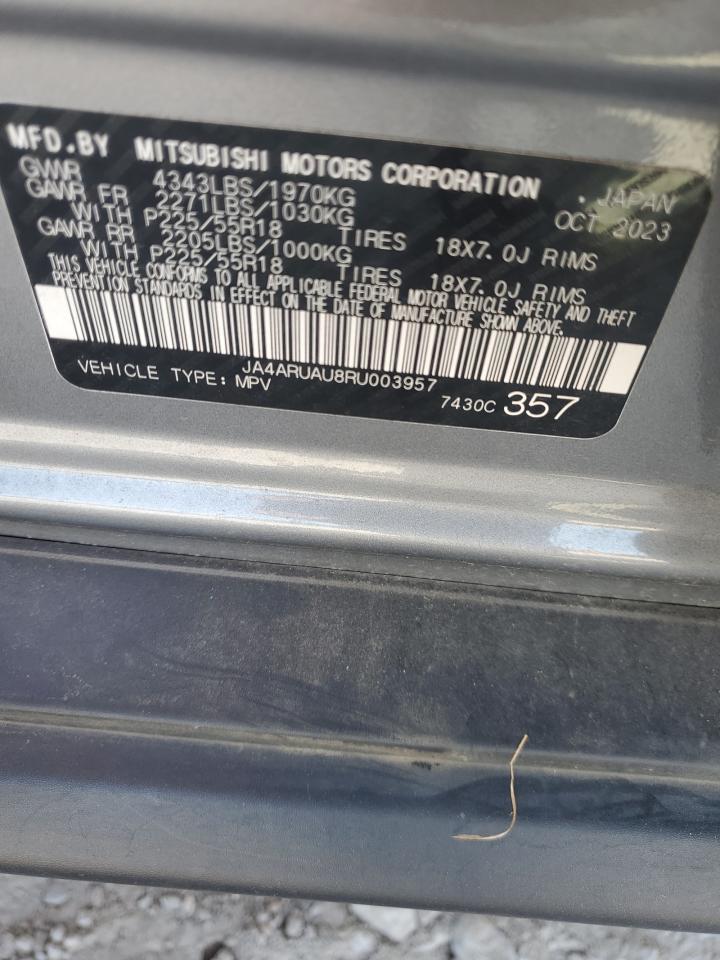 MFD.BY MITSUBISHI MOTORS CORPORATION . JAPAN
GVWR 4343LBS/1970KG OCT 2023
GAWR FR 2271LBS/1030KG
WITH P225/55R18 TIRES 18X7.0J RIMS
GAWR RR 2205LBS/1000KG
WITH P225/55R18 TIRES 18X7.0J RIMS
THIS VEHICLE CONFORMS TO ALL APPLICABLE FEDERAL MOTOR VEHICLE SAFETY AND THEFT
PREVENTION STANDARDS IN EFFECT ON THE DATE OF MANUFACTURE SHOWN ABOVE.
JA4ARUAU8RU003957
VEHICLE TYPE: MPV 7430C 357